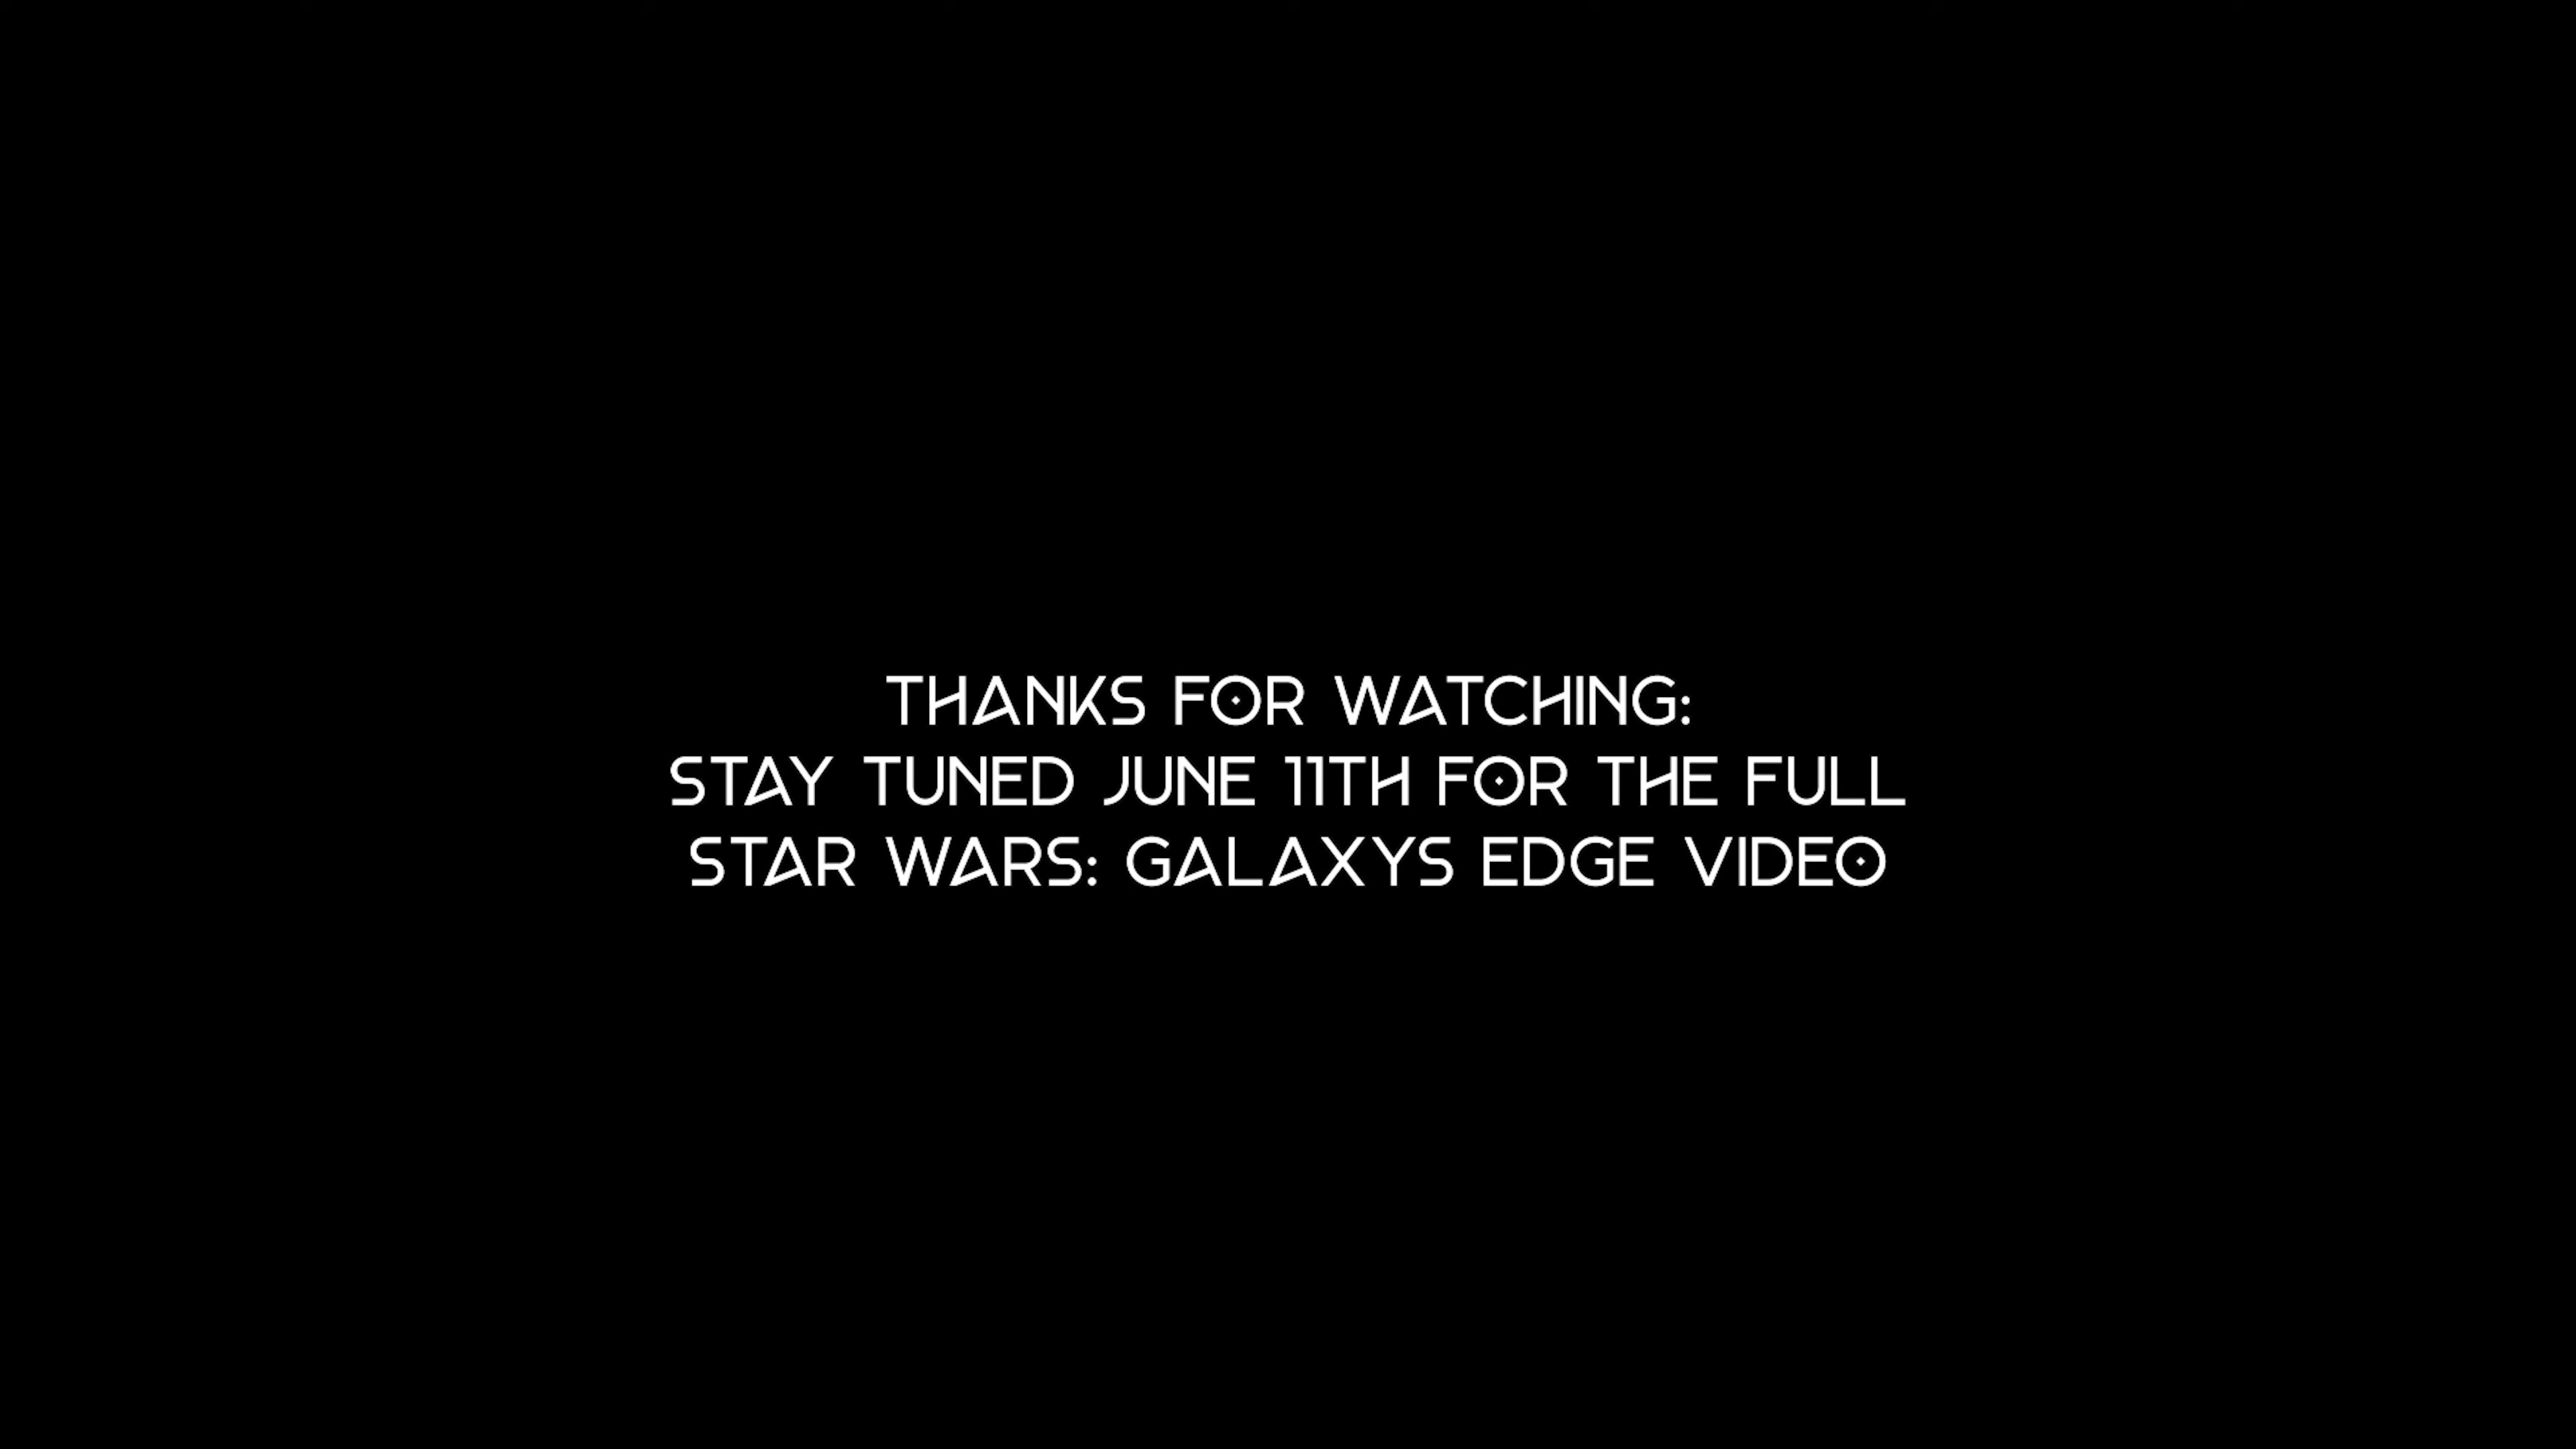 THANKS FOR WATCHING:
STAY TUNED JUNE 11TH FOR THE FULL
STAR WARS: GALAXYS EDGE VIDEO